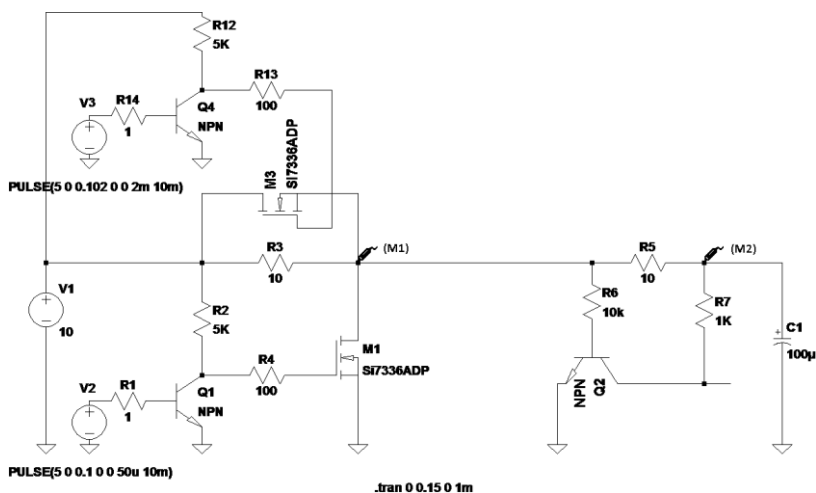 R12
5K
R13
100
V3
R14
1
Q4
NPN
M3
Si7336ADP
PULSE(5 0 0.102 0 0 2m 10m)
(M1)
(M2)
R3
10
R5
10
V1
10
R2
5K
R6
10k
R7
1K
C1
100µ
M1
Si7336ADP
R4
100
V2
R1
1
Q1
NPN
NPN
Q2
PULSE(5 0 0.1 0 0 50u 10m)
.tran 0 0.15 0 1m